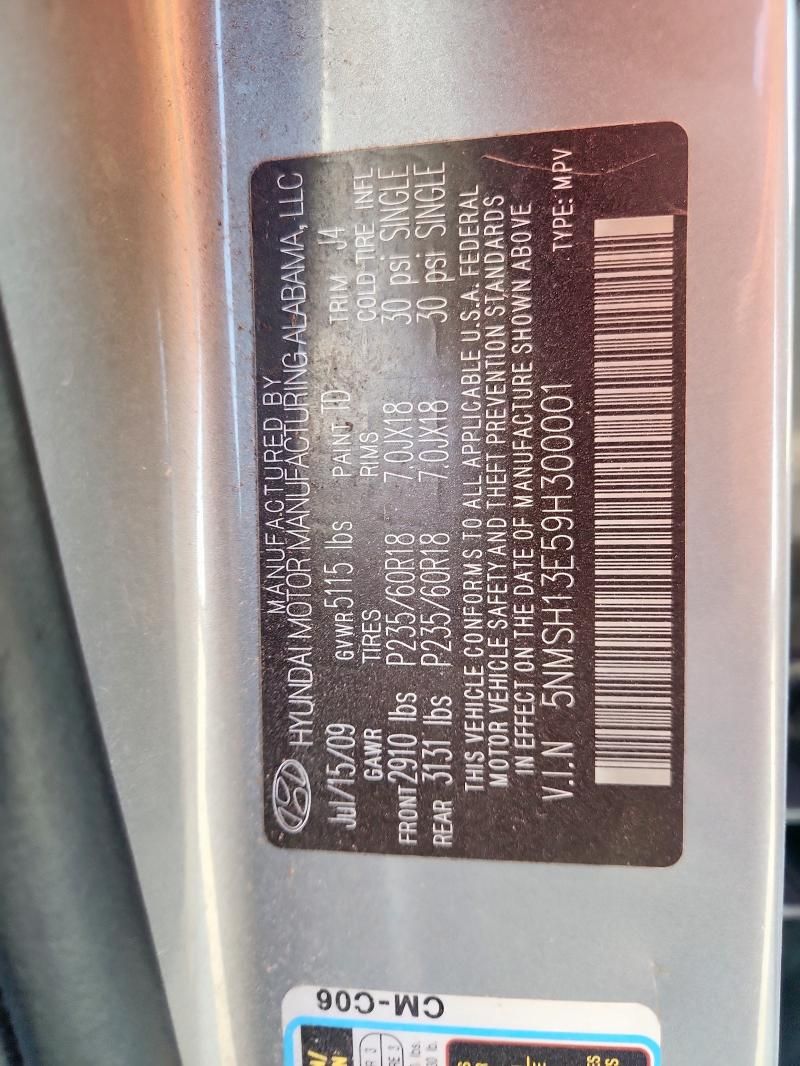 MANUFACTURED BY
HYUNDAI MOTOR MANUFACTURING ALABAMA, LLC
Jul/15/09 GVWR 5115 lbs PAINT TD TRIM J4
GAWR TIRES RIMS COLD TIRE INFL
FRONT 2910 lbs P235/60R18 7.0JX18 30 psi SINGLE
REAR 3131 lbs P235/60R18 7.0JX18 30 psi SINGLE
THIS VEHICLE CONFORMS TO ALL APPLICABLE U.S.A. FEDERAL
MOTOR VEHICLE SAFETY AND THEFT PREVENTION STANDARDS
IN EFFECT ON THE DATE OF MANUFACTURE SHOWN ABOVE
V.I.N 5NMSH13E59H300001 TYPE: MPV
CM-C06